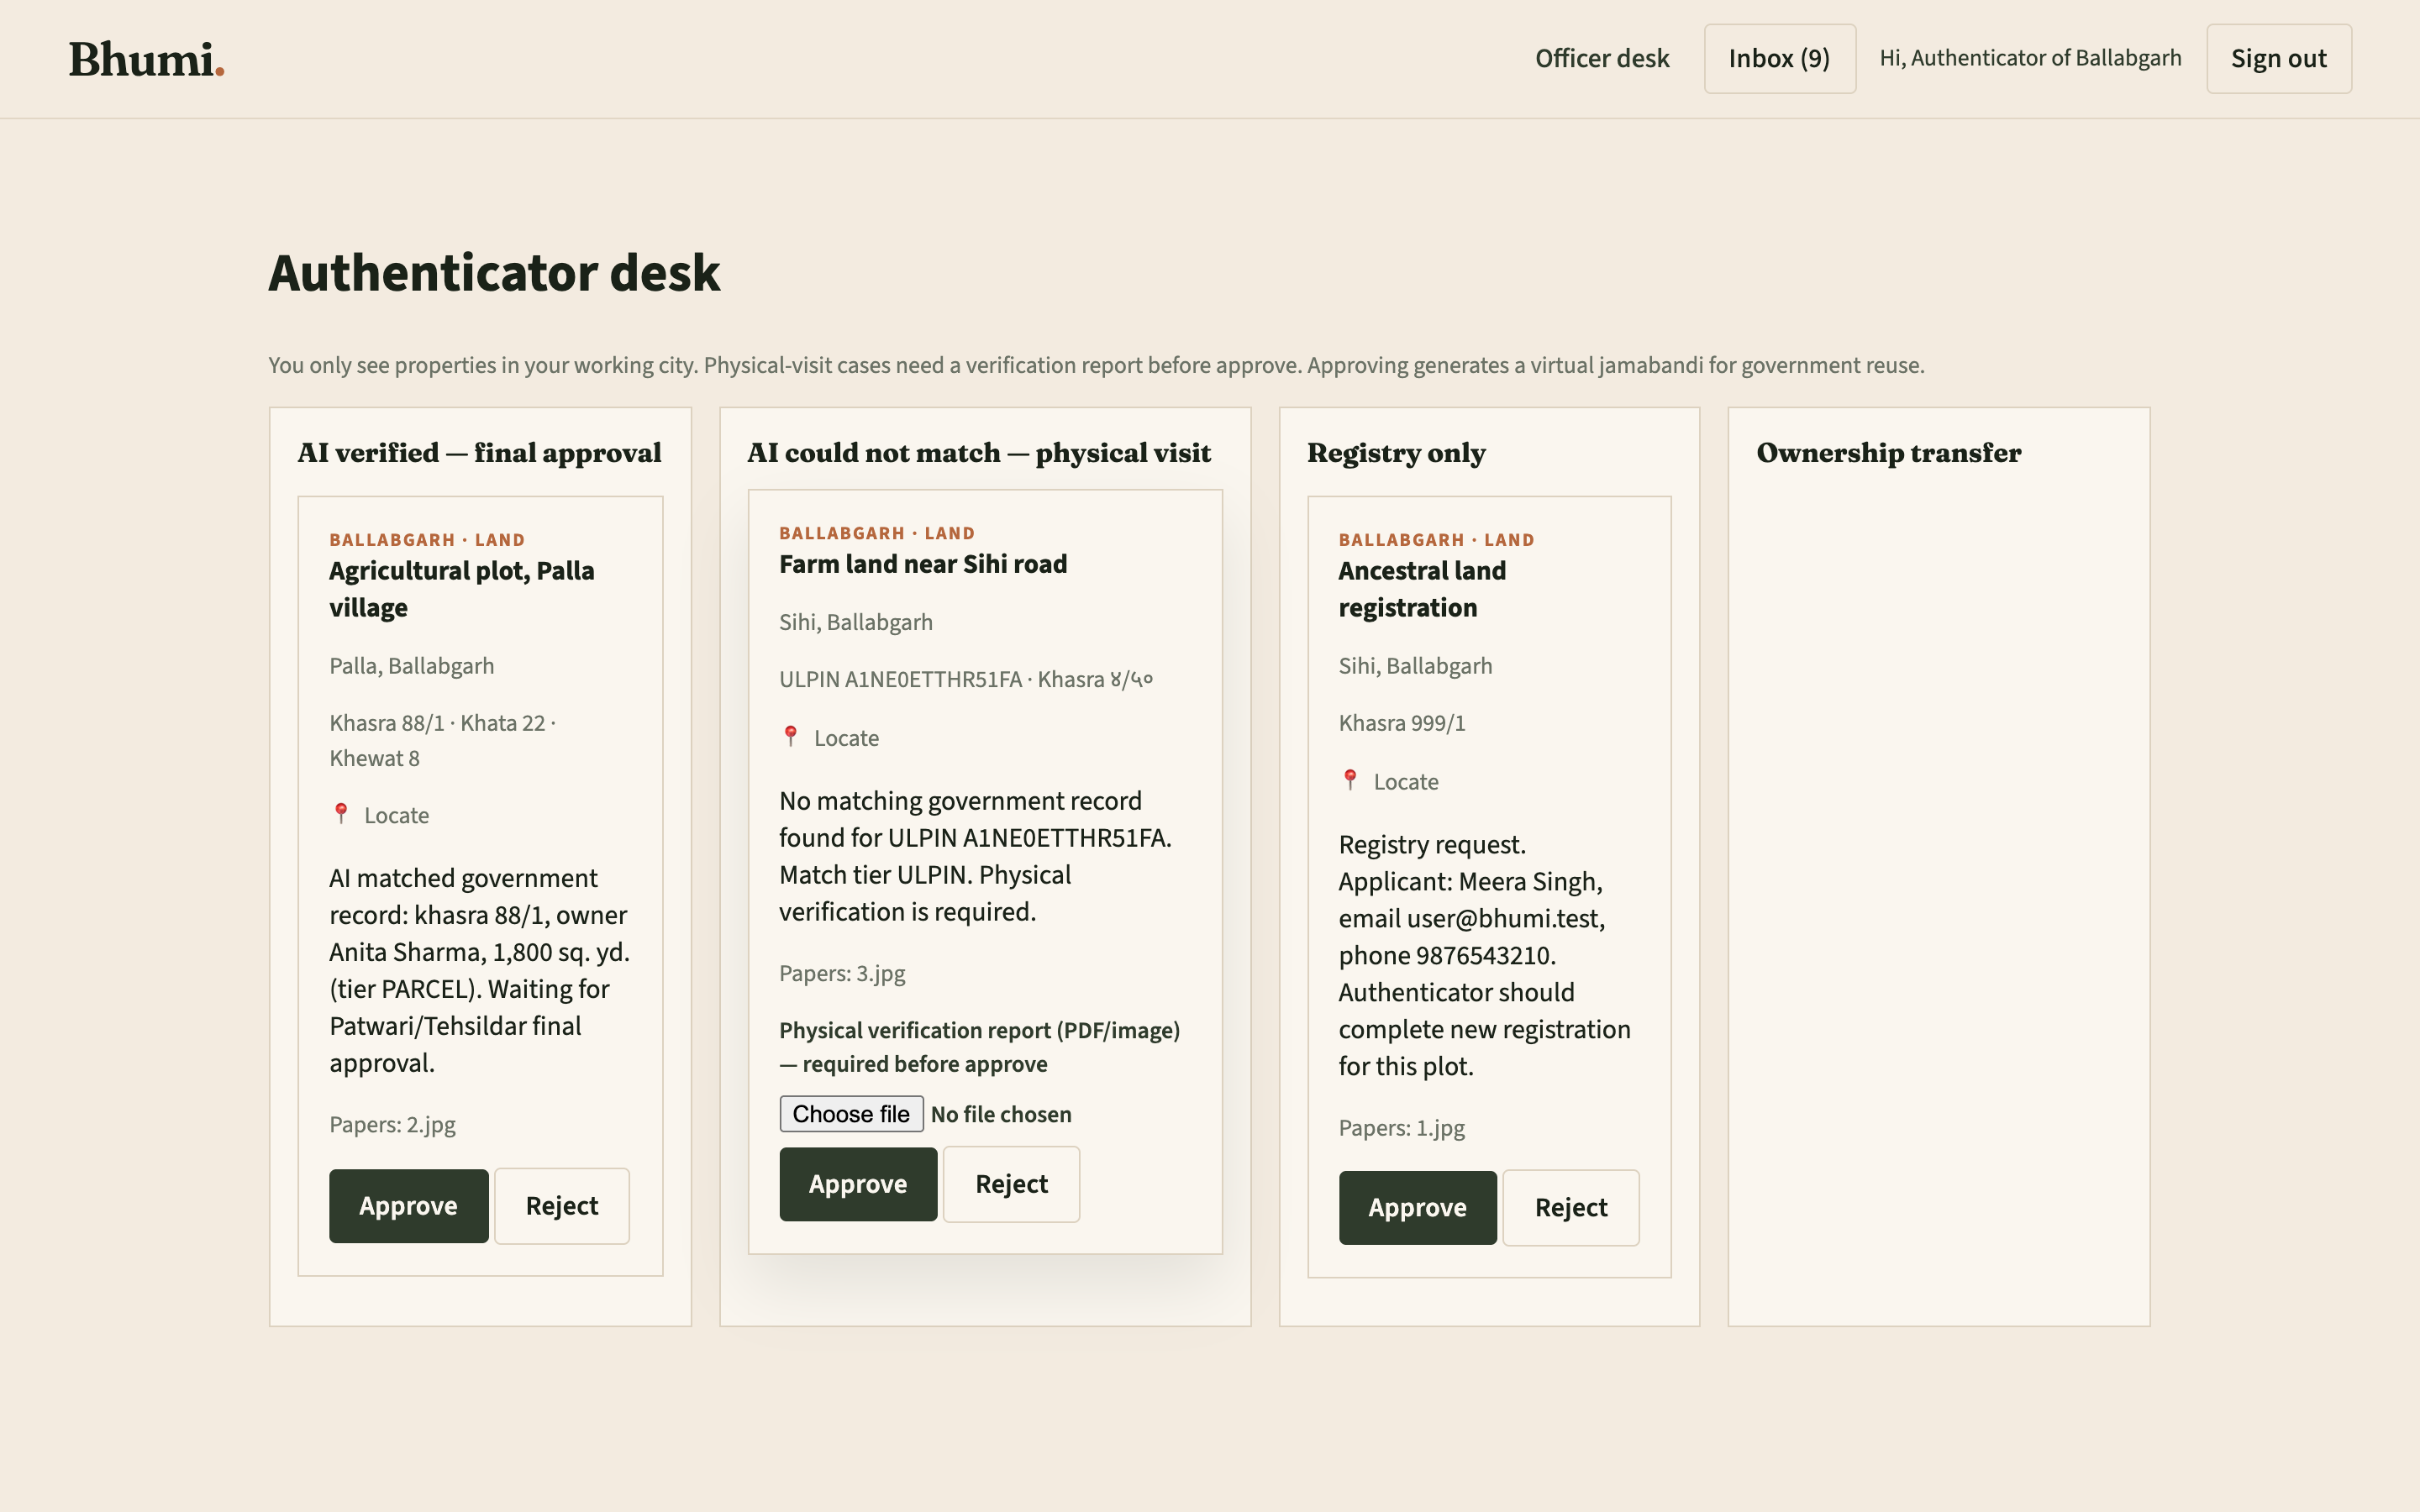 Bhumi.
Officer desk
Inbox (9)
Hi, Authenticator of Ballabgarh
Sign out
Authenticator desk
You only see properties in your working city. Physical-visit cases need a verification report before approve. Approving generates a virtual jamabandi for government reuse.
AI verified — final approval
BALLABGARH · LAND
Agricultural plot, Palla
village
Palla, Ballabgarh
Khasra 88/1 · Khata 22 ·
Khewat 8
📍 Locate
AI matched government
record: khasra 88/1, owner
Anita Sharma, 1,800 sq. yd.
(tier PARCEL). Waiting for
Patwari/Tehsildar final
approval.
Papers: 2.jpg
Approve
Reject
AI could not match — physical visit
BALLABGARH · LAND
Farm land near Sihi road
Sihi, Ballabgarh
ULPIN A1NE0ETTHR51FA · Khasra ४/५०
📍 Locate
No matching government record
found for ULPIN A1NE0ETTHR51FA.
Match tier ULPIN. Physical
verification is required.
Papers: 3.jpg
Physical verification report (PDF/image)
— required before approve
Choose file No file chosen
Approve
Reject
Registry only
BALLABGARH · LAND
Ancestral land
registration
Sihi, Ballabgarh
Khasra 999/1
📍 Locate
Registry request.
Applicant: Meera Singh,
email user@bhumi.test,
phone 9876543210.
Authenticator should
complete new registration
for this plot.
Papers: 1.jpg
Approve
Reject
Ownership transfer